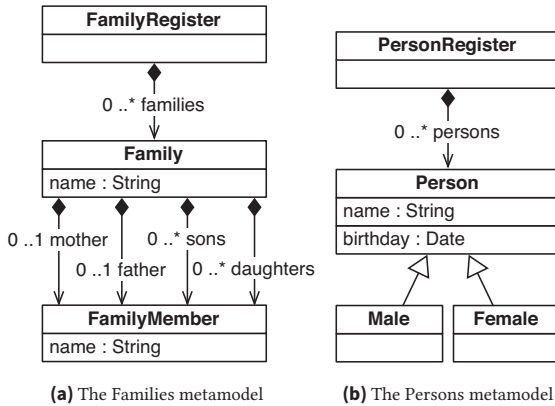 FamilyRegister
0 ..* families
Family
name : String
0 ..1 mother
0 ..* sons
0 ..1 father
0 ..* daughters
FamilyMember
name : String
(a) The Families metamodel
PersonRegister
0 ..* persons
Person
name : String
birthday : Date
Male
Female
(b) The Persons metamodel